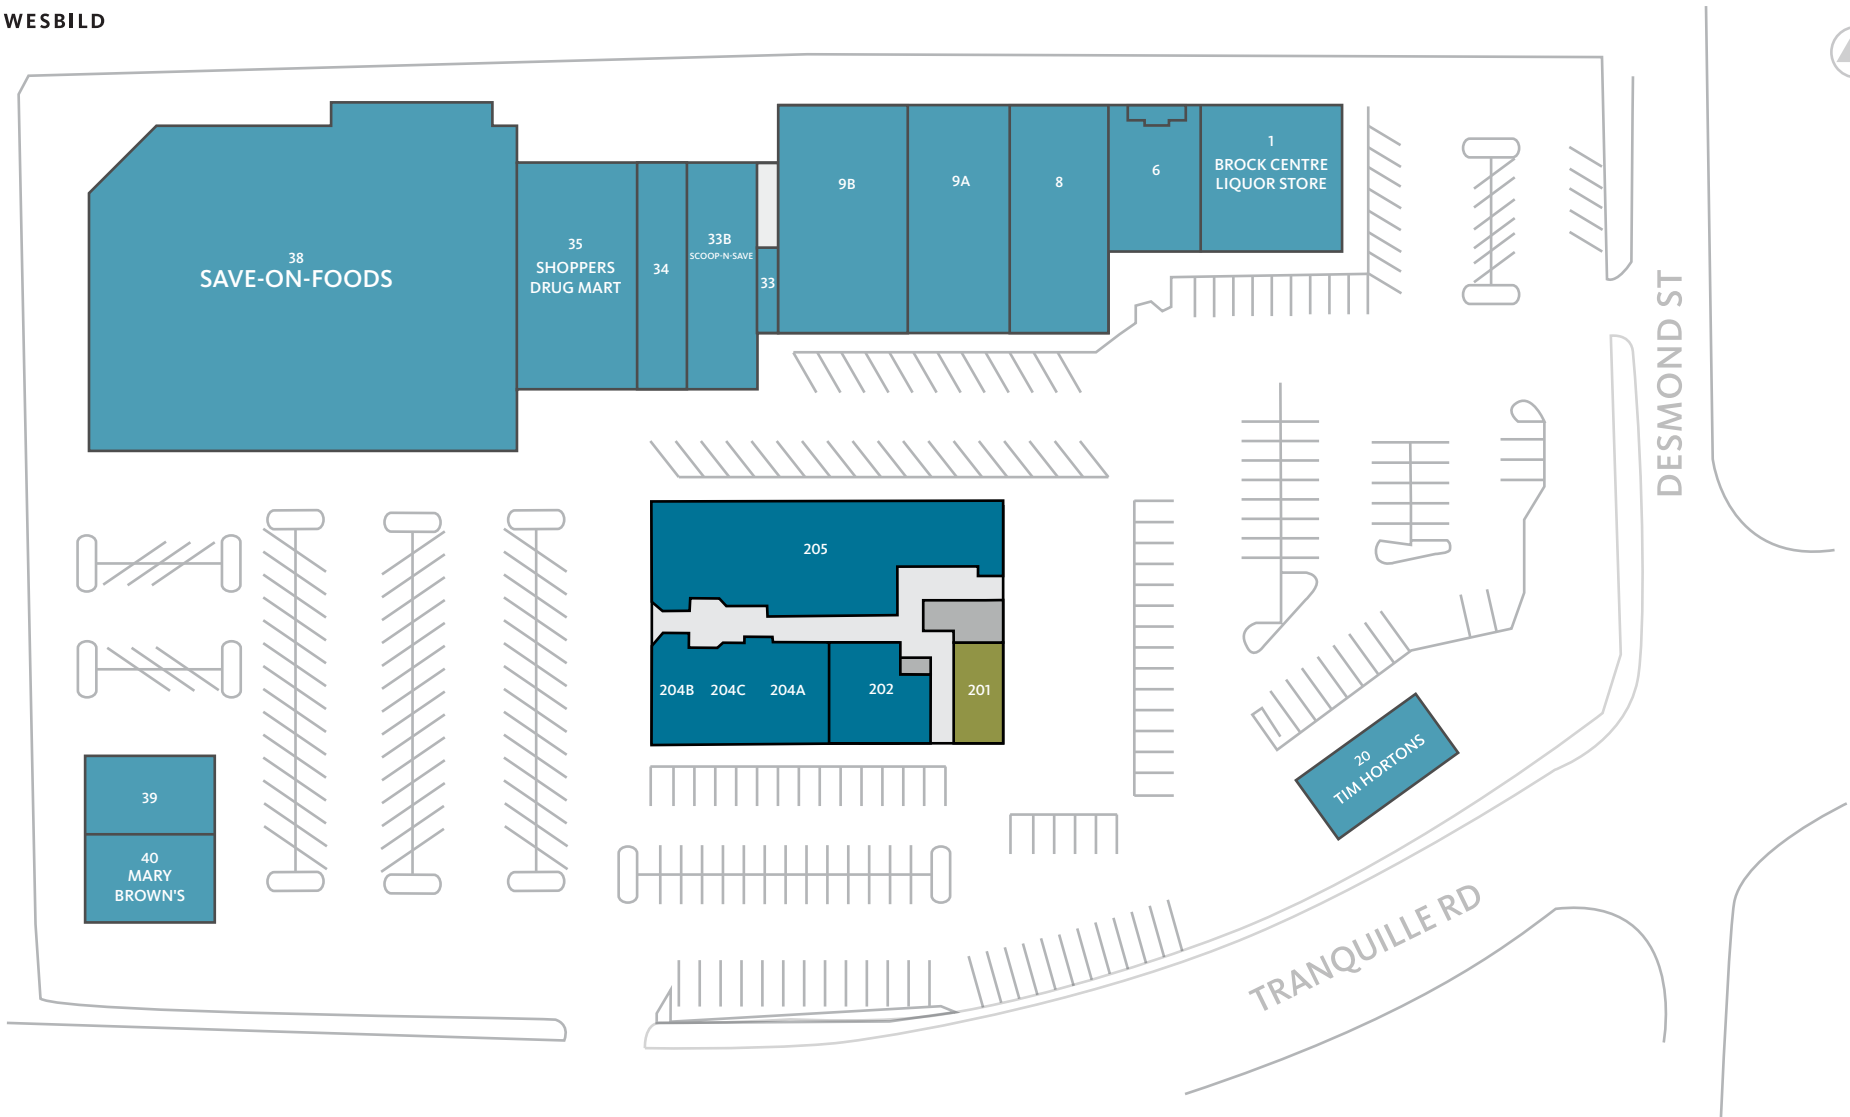 WESBILD
38
SAVE-ON-FOODS
35
SHOPPERS
DRUG MART
34
33B
SCOOP-N-SAVE
33
9B
9A
8
6
1
BROCK CENTRE
LIQUOR STORE
DESMOND ST
205
204B
204C
204A
202
201
39
40
MARY
BROWN'S
20
TIM HORTONS
TRANQUILLE RD